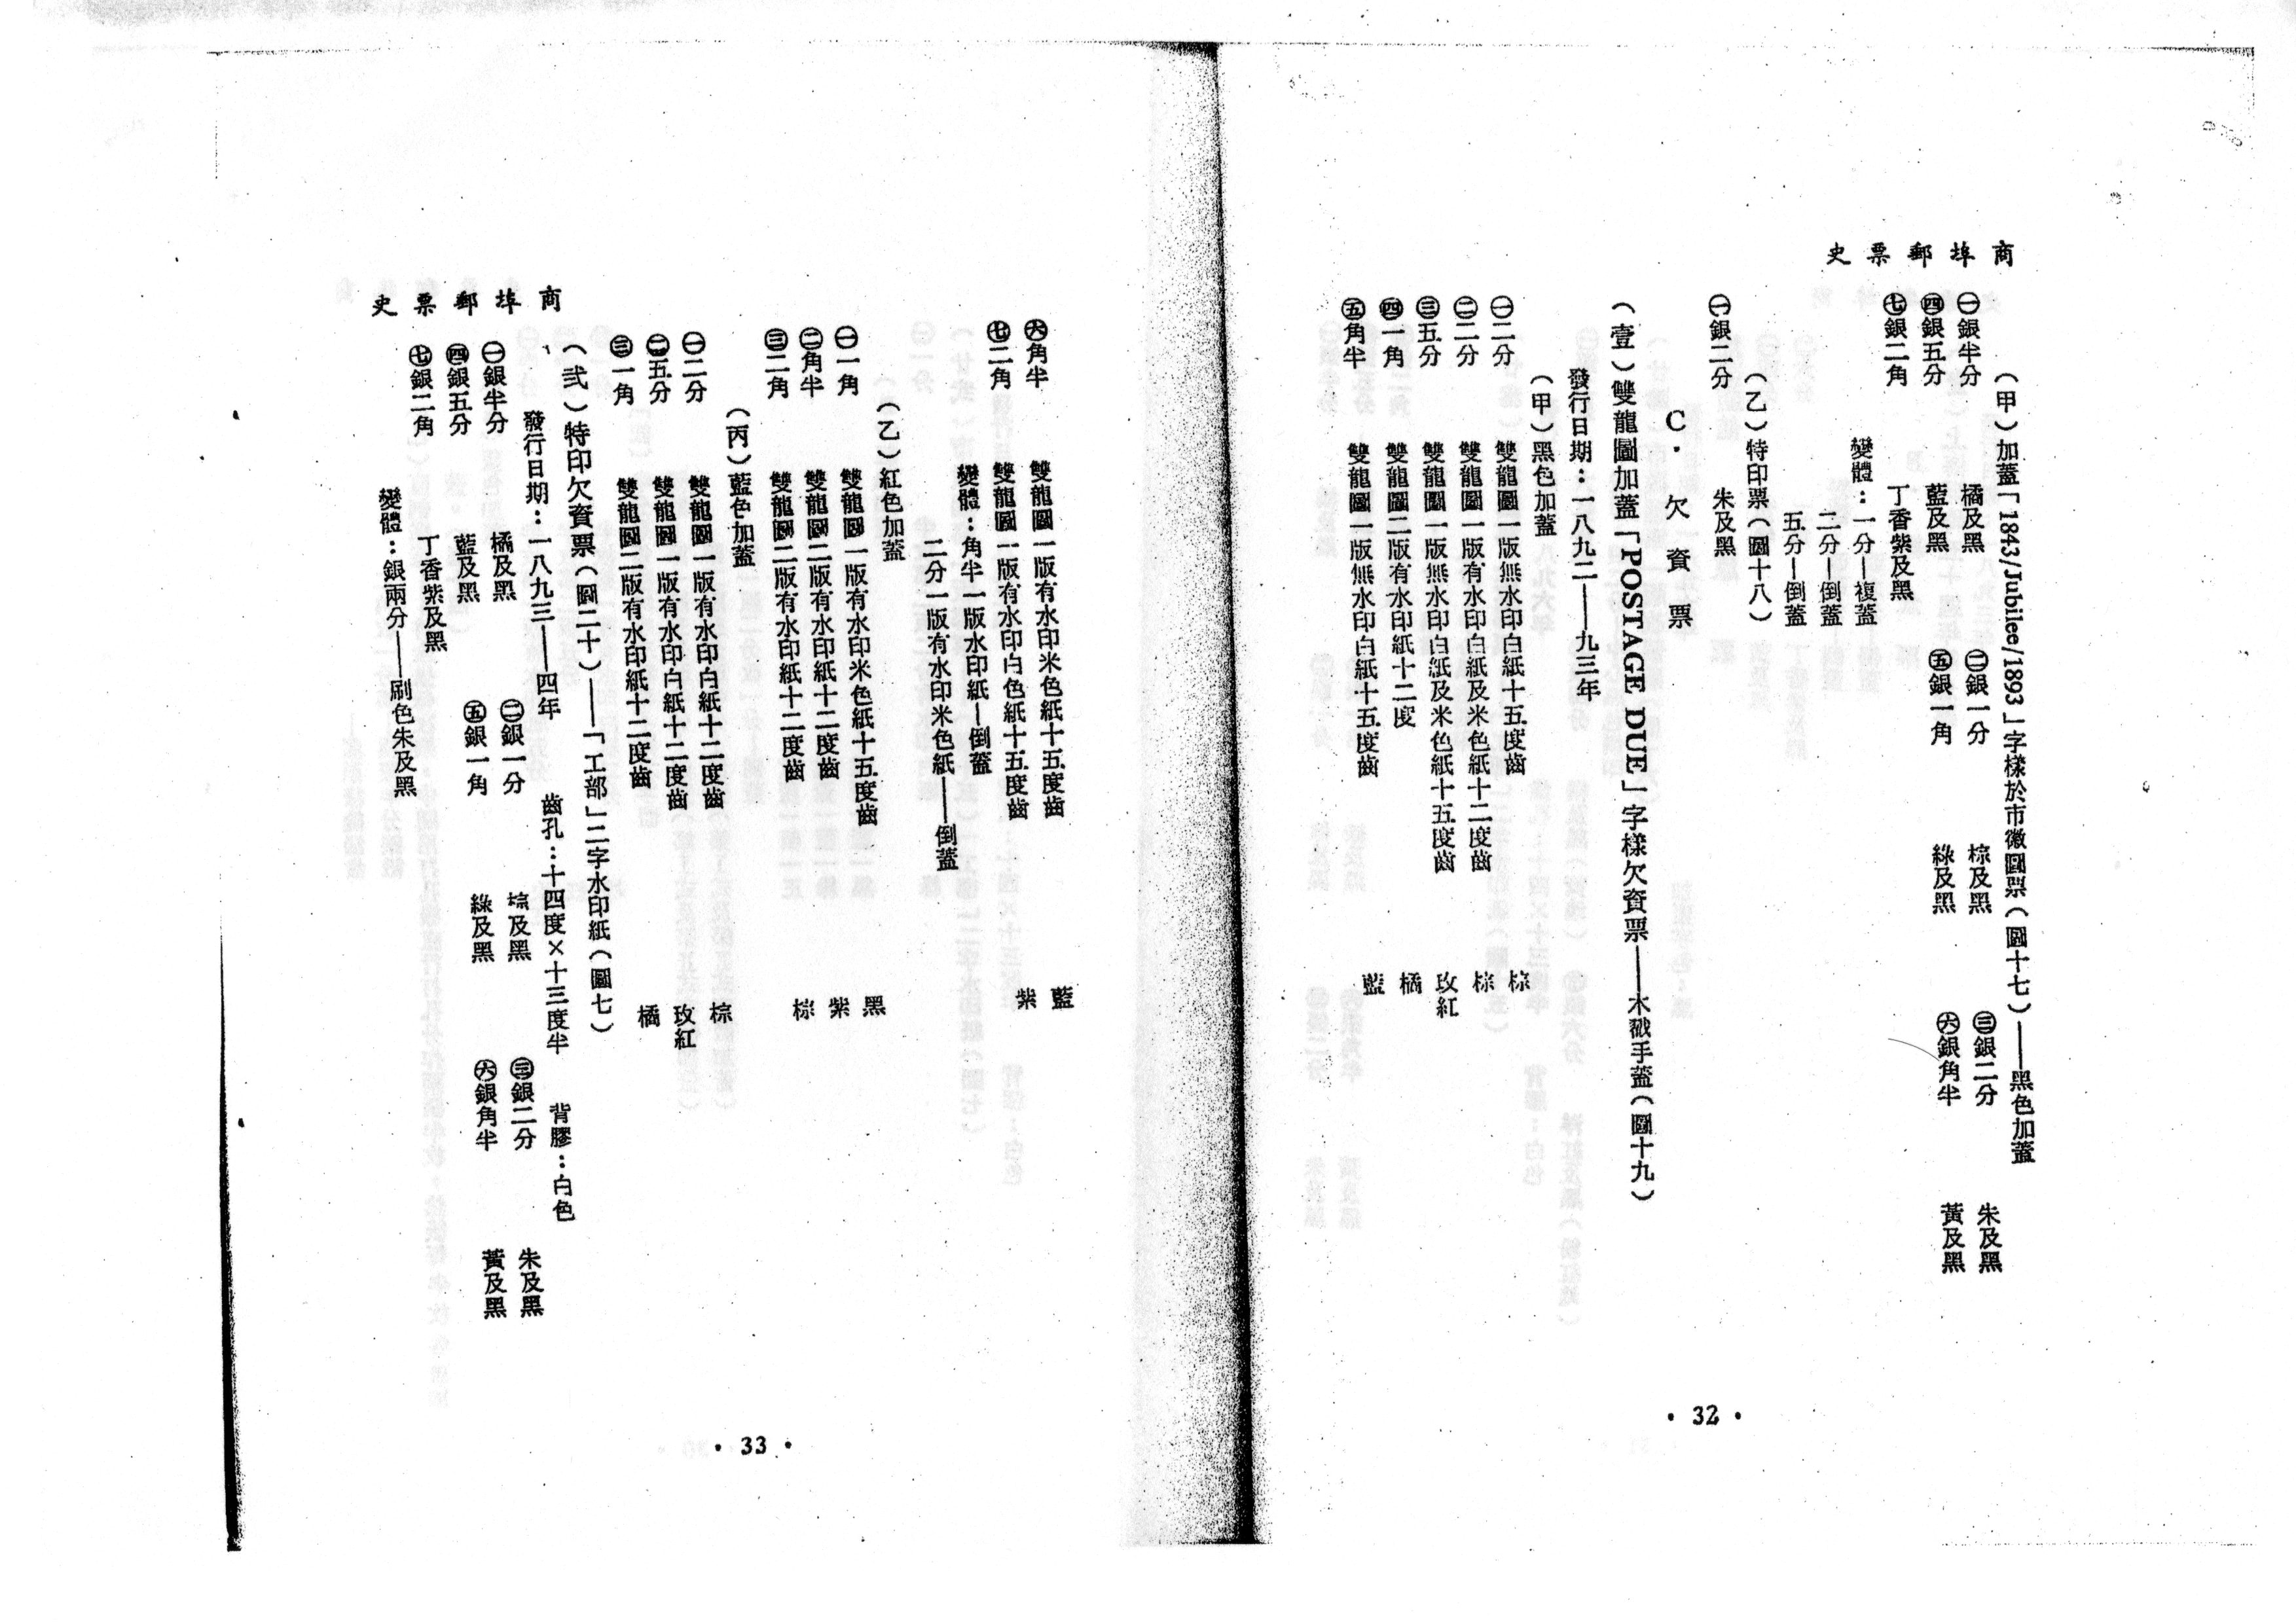 商埠郵票史
(甲)加蓋「1843/Jubilee/1893」字樣於市徽圖票(圖十七)——黑色加蓋
㊀銀半分 橘及黑 ㊁銀一分 棕及黑 ㊂銀二分 朱及黑
㊃銀五分 藍及黑 ㊄銀一角 綠及黑 ㊅銀角半 黃及黑
㊆銀二角 丁香紫及黑
變體:一分—複蓋
二分—倒蓋
五分—倒蓋
(乙)特印票(圖十八)
㊀銀二分 朱及黑
C. 欠資票
(壹)雙龍圖加蓋「POSTAGE DUE」字樣欠資票——木戳手蓋(圖十九)
發行日期:一八九二——九三年
(甲)黑色加蓋
㊀二分 雙龍圖一版無水印白紙十五度齒 棕
㊁二分 雙龍圖一版有水印白紙及米色紙十二度齒 棕
㊂五分 雙龍圖一版無水印白紙及米色紙十五度齒 玫紅
㊃一角 雙龍圖二版有水印紙十二度 橘
㊄角半 雙龍圖一版無水印白紙十五度齒 藍
• 32 •
㊅角半 雙龍圖一版有水印米色紙十五度齒 藍
㊆二角 雙龍圖一版有水印白色紙十五度齒 紫
變體:角半一版水印紙—倒蓋
二分一版有水印米色紙——倒蓋
(乙)紅色加蓋
㊀一角 雙龍圖一版有水印米色紙十五度齒 黑
㊁角半 雙龍圖二版有水印紙十二度齒 紫
㊂二角 雙龍圖二版有水印紙十二度齒 棕
(丙)藍色加蓋
㊀二分 雙龍圖一版有水印白紙十二度齒 棕
㊁五分 雙龍圖一版有水印白紙十二度齒 玫紅
㊂一角 雙龍圖二版有水印紙十二度齒 橘
(弍)特印欠資票(圖二十)——「工部」二字水印紙(圖七)
發行日期:一八九三——四年 齒孔:十四度×十三度半 背膠:白色
㊀銀半分 橘及黑 ㊁銀一分 棕及黑 ㊂銀二分 朱及黑
㊃銀五分 藍及黑 ㊄銀一角 綠及黑 ㊅銀角半 黃及黑
㊆銀二角 丁香紫及黑
變體:銀兩分——刷色朱及黑
商埠郵票史
• 33 •